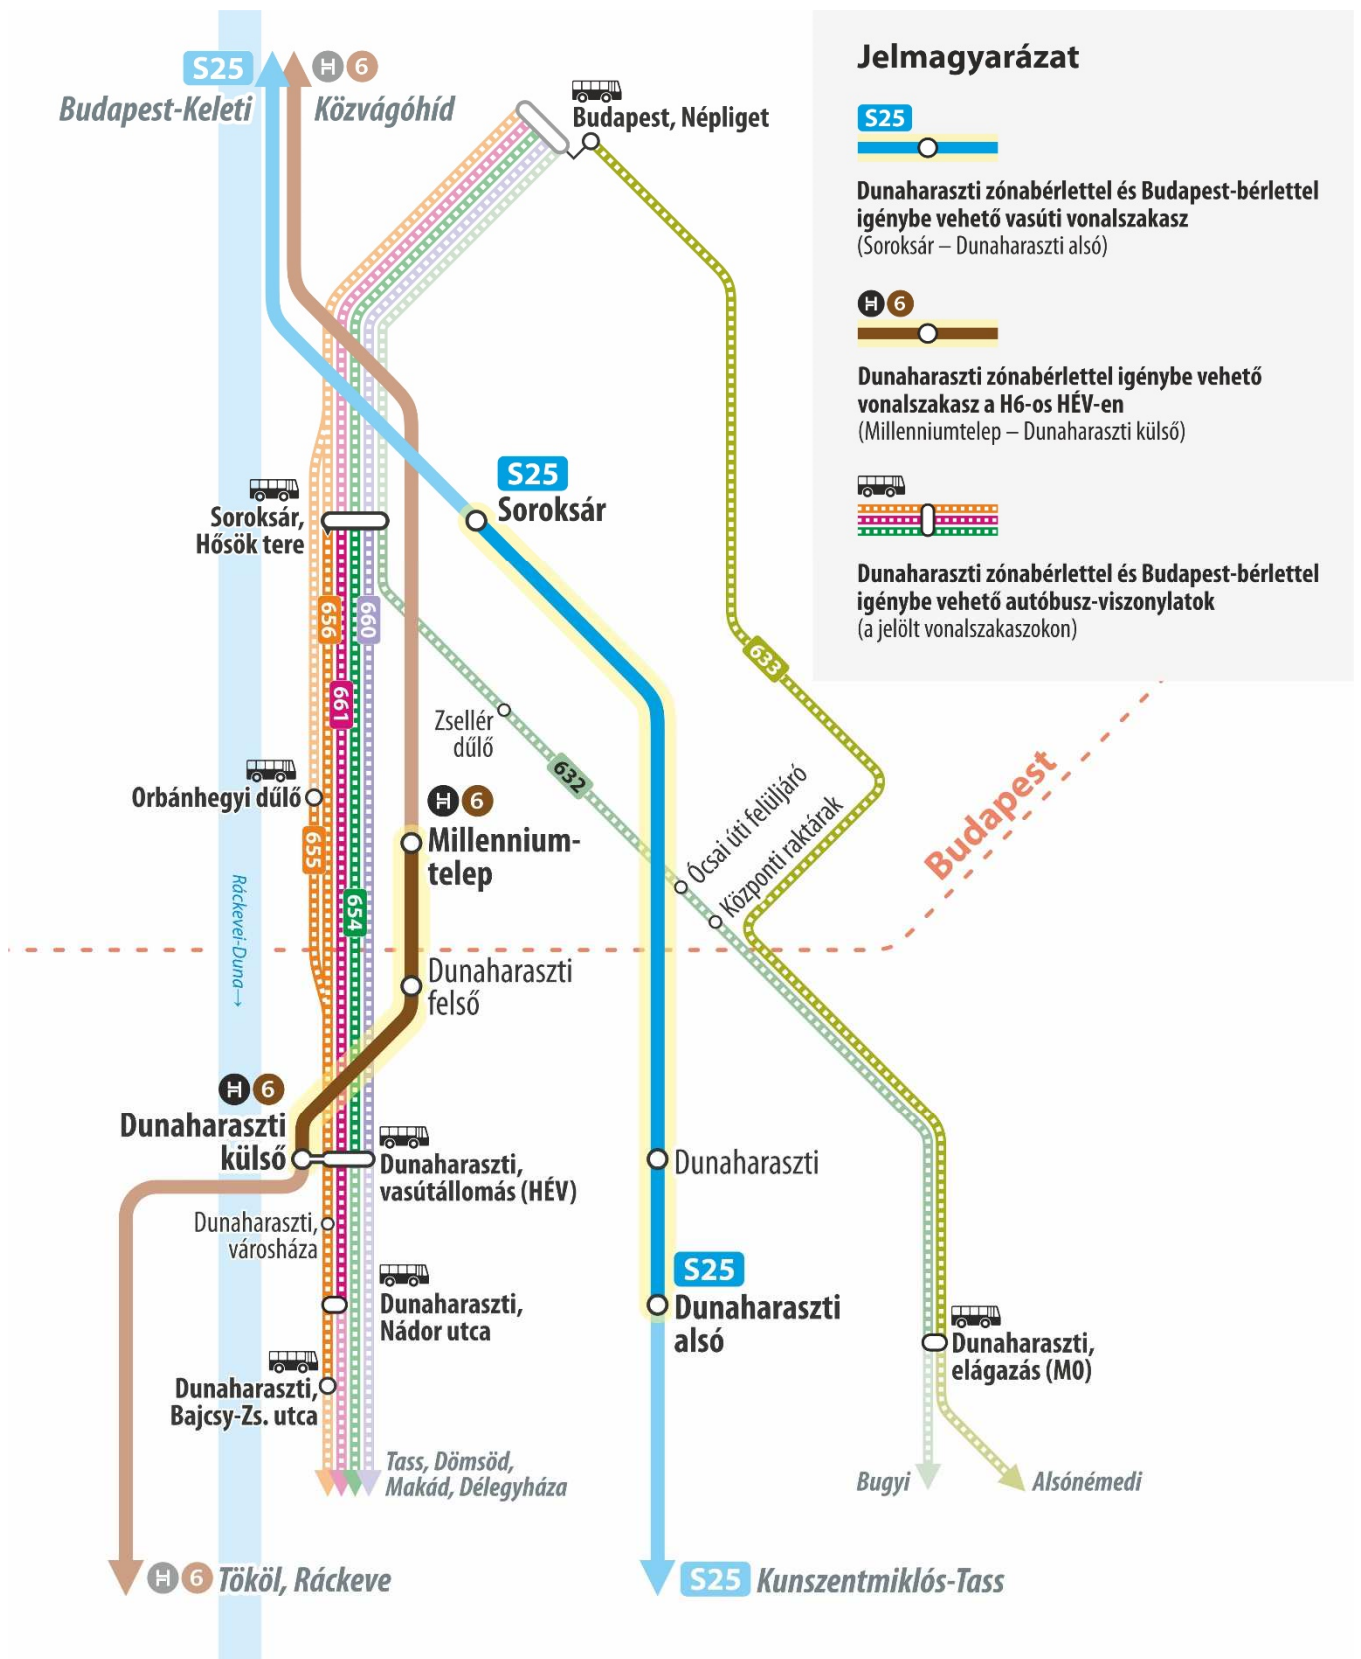 S25
Budapest-Keleti
H 6
Közvágóhíd
Budapest, Népliget
Jelmagyarázat
S25
Dunaharaszti zónabérlettel és Budapest-bérlettel
igénybe vehető vasúti vonalszakasz
(Soroksár – Dunaharaszti alsó)
H 6
Dunaharaszti zónabérlettel igénybe vehető
vonalszakasz a H6-os HÉV-en
(Millenniumtelep – Dunaharaszti külső)
Dunaharaszti zónabérlettel és Budapest-bérlettel
igénybe vehető autóbusz-viszonylatok
(a jelölt vonalszakaszokon)
S25
Soroksár
Soroksár,
Hősök tere
656
660
661
633
Zsellér
dűlő
632
Orbánhegyi dűlő
655
654
H 6
Millennium-
telep
Ócsai úti felüljáró
Központi raktárak
Budapest
Ráckevei-Duna→
Dunaharaszti
felső
H 6
Dunaharaszti
külső
Dunaharaszti,
vasútállomás (HÉV)
Dunaharaszti
Dunaharaszti,
városháza
Dunaharaszti,
Nádor utca
S25
Dunaharaszti
alsó
Dunaharaszti,
elágazás (M0)
Dunaharaszti,
Bajcsy-Zs. utca
Tass, Dömsöd,
Makád, Délegyháza
Bugyi
Alsónémedi
H 6 Tököl, Ráckeve
S25 Kunszentmiklós-Tass